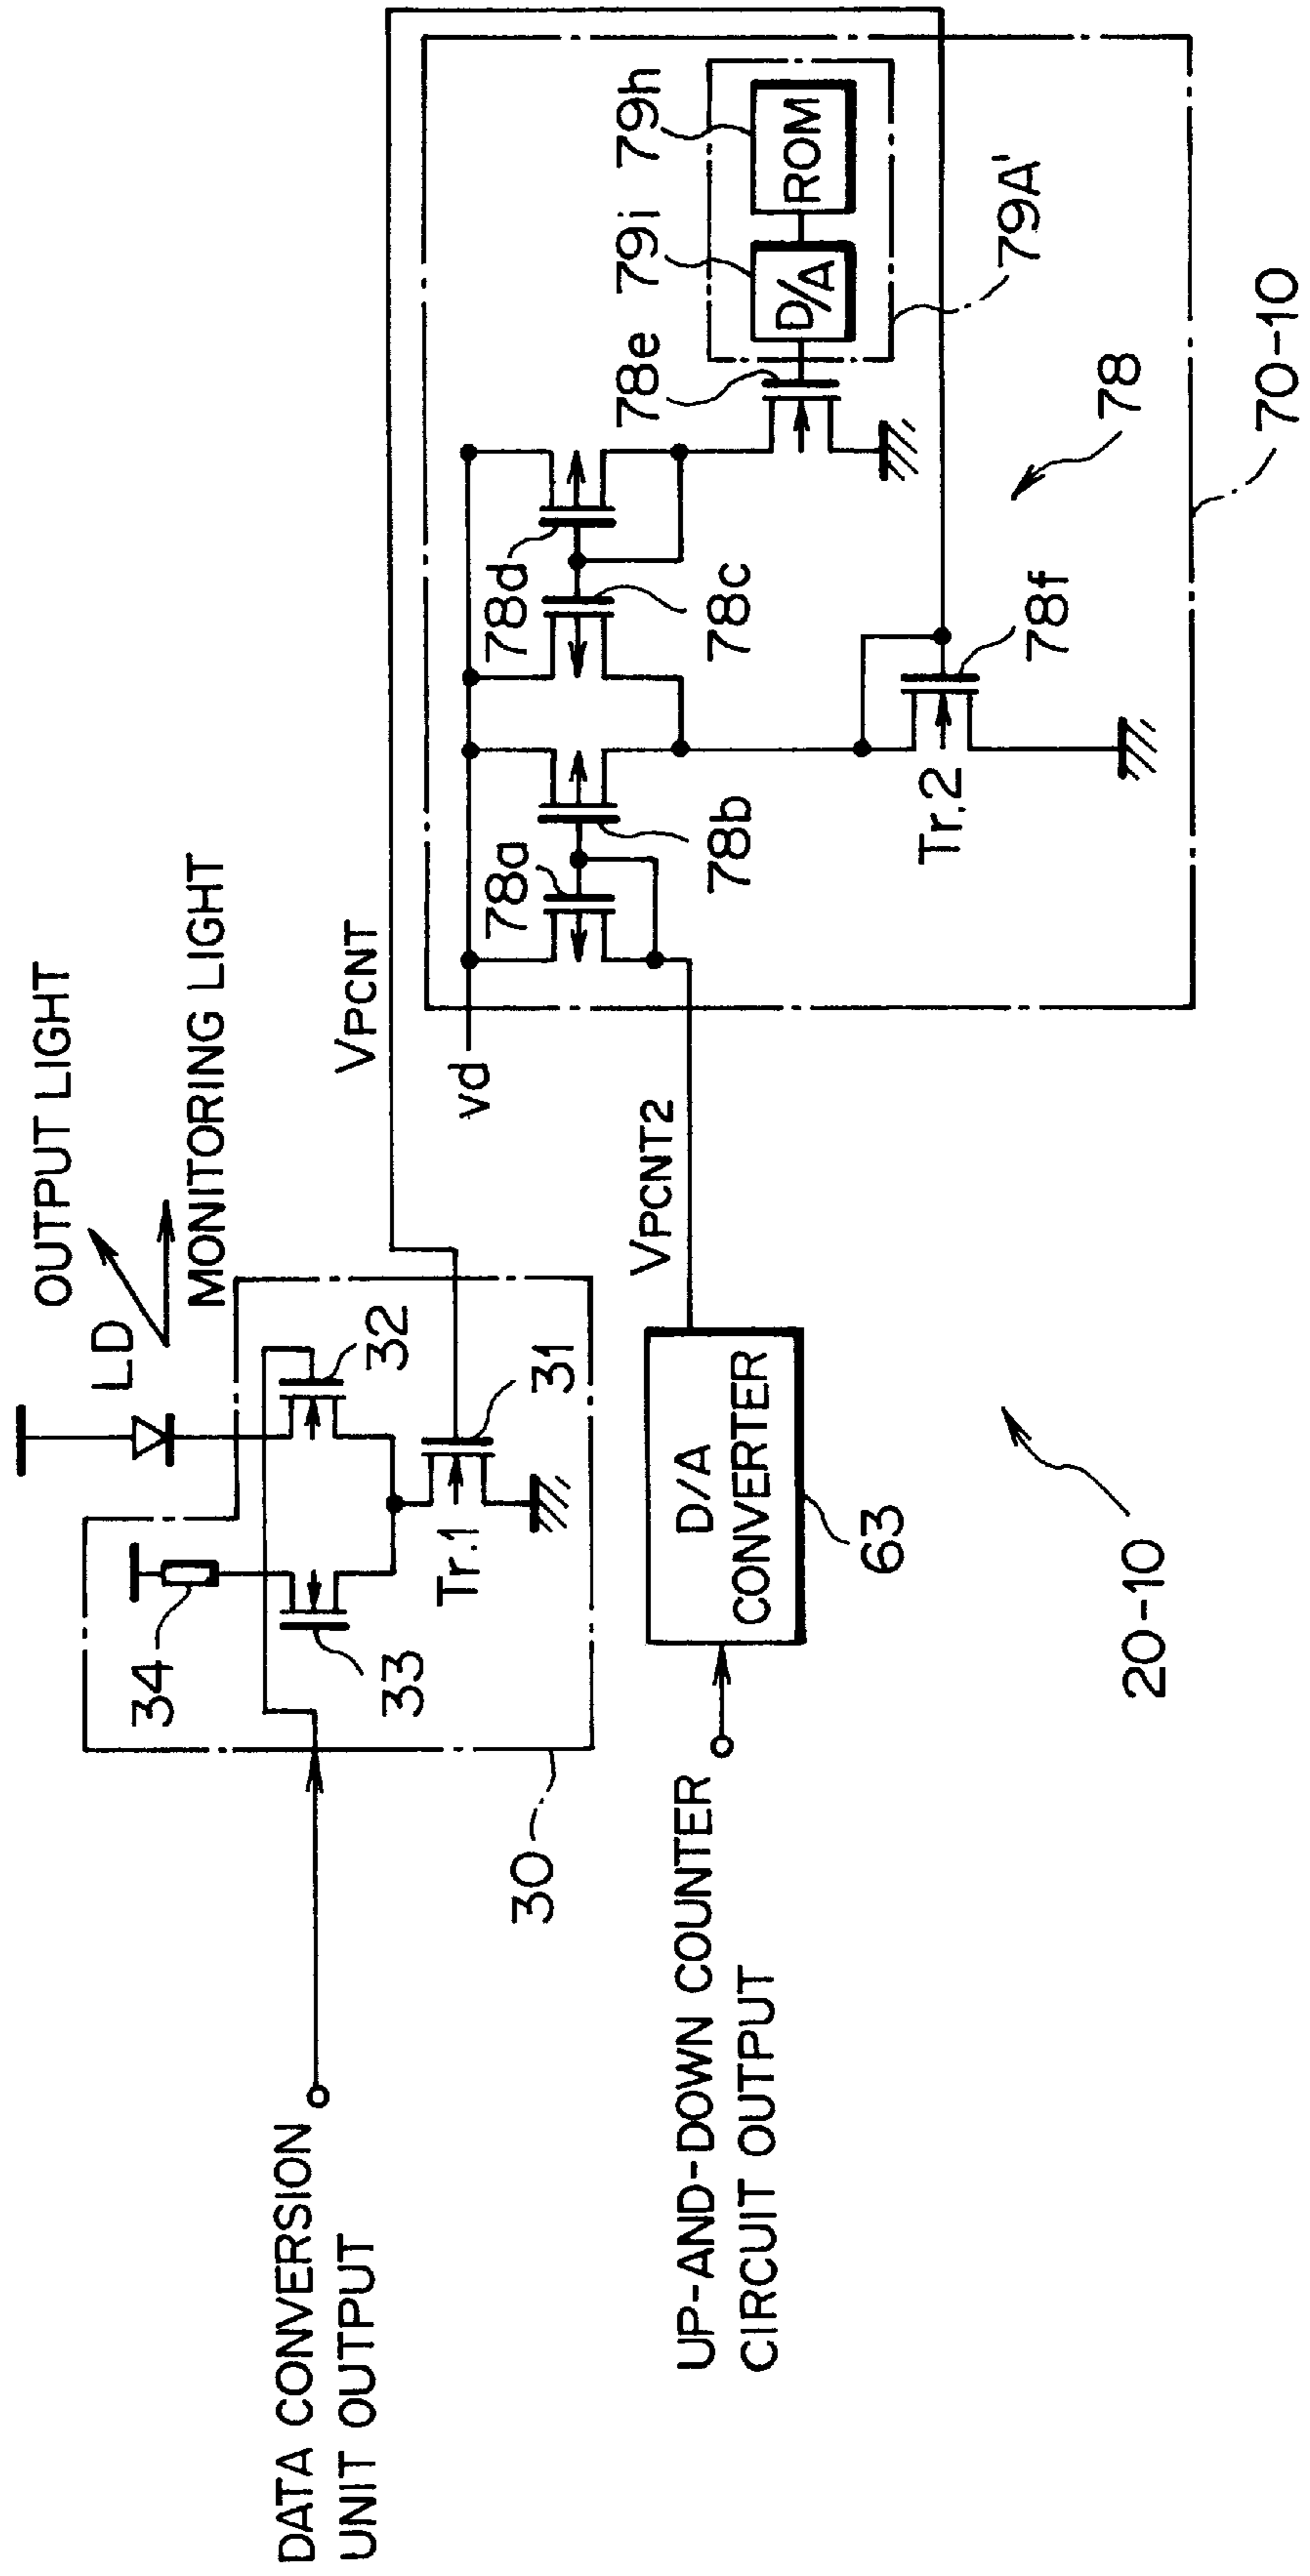 OUTPUT LIGHT
LD
MONITORING LIGHT
34
33
32
Tr.1
31
30
DATA CONVERSION
UNIT OUTPUT
VPCNT
vd
VPCNT2
UP-AND-DOWN COUNTER
CIRCUIT OUTPUT
D/A
CONVERTER
63
78a
78b
78d
78c
78e
79i
79h
D/A
ROM
79A'
Tr.2
78f
78
70-10
20-10